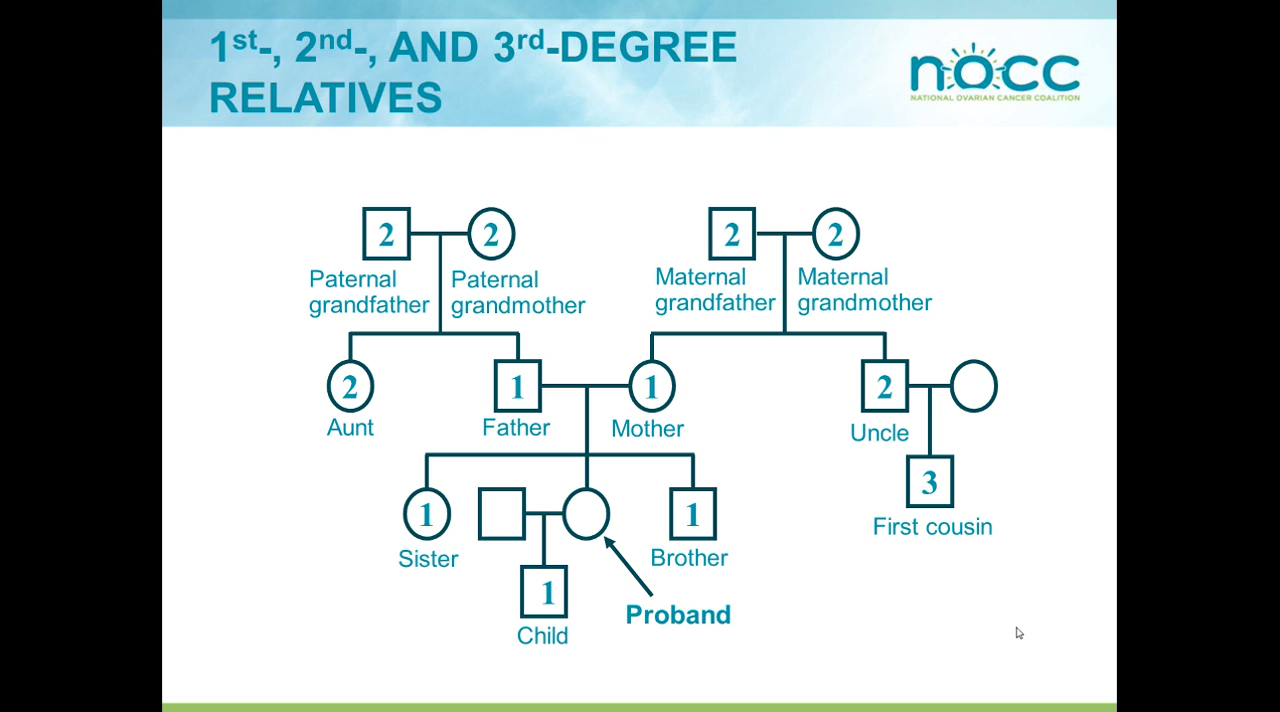 1st-, 2nd-, AND 3rd-DEGREE
RELATIVES
nocc
NATIONAL OVARIAN CANCER COALITION
2 2 2 2
Paternal grandfather
Paternal grandmother
Maternal grandfather
Maternal grandmother
2 1 1 2
Aunt Father Mother Uncle
3
First cousin
1 1
Sister Brother
1
Child
Proband